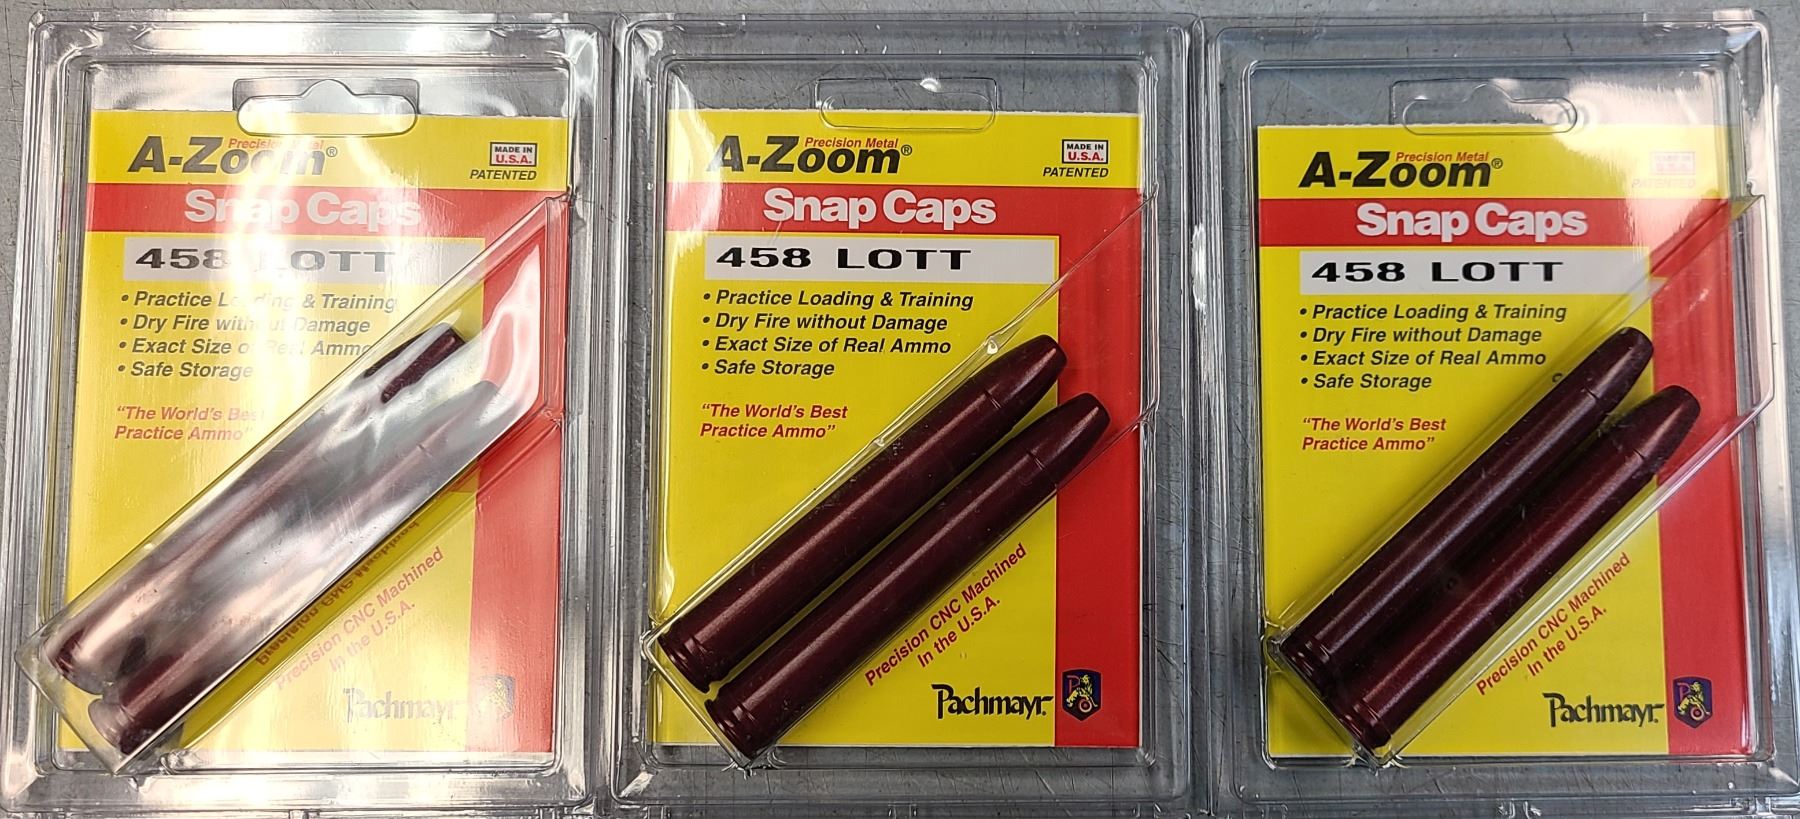 A-Zoom®
Precision Metal
MADE IN
U.S.A.
PATENTED
Snap Caps
458 LOTT
• Practice Loading & Training
• Dry Fire without Damage
• Exact Size of Real Ammo
• Safe Storage
“The World's Best
Practice Ammo”
Precision CNC Machined
In the U.S.A.
Pachmayr
A-Zoom®
Precision Metal
MADE IN
U.S.A.
PATENTED
Snap Caps
458 LOTT
• Practice Loading & Training
• Dry Fire without Damage
• Exact Size of Real Ammo
• Safe Storage
“The World's Best
Practice Ammo”
Precision CNC Machined
In the U.S.A.
Pachmayr
A-Zoom®
Precision Metal
MADE IN
U.S.A.
PATENTED
Snap Caps
458 LOTT
• Practice Loading & Training
• Dry Fire without Damage
• Exact Size of Real Ammo
• Safe Storage
“The World's Best
Practice Ammo”
Precision CNC Machined
In the U.S.A.
Pachmayr